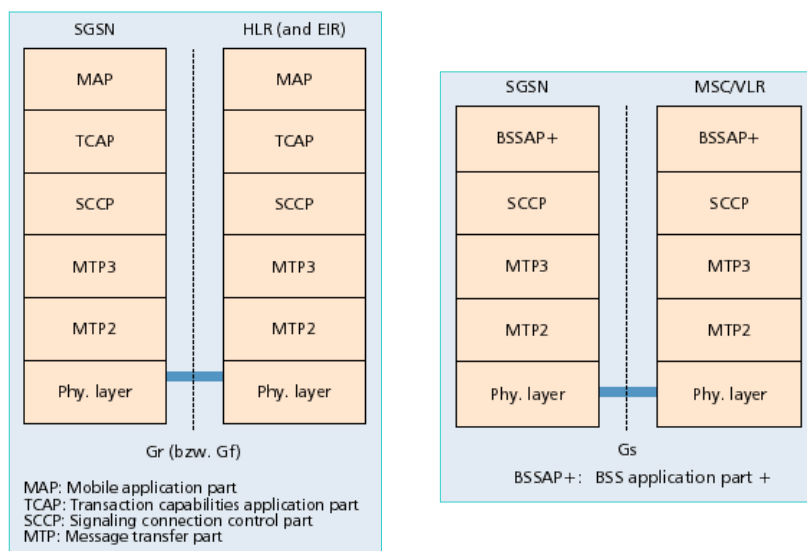 SGSN HLR (and EIR)
MAP MAP
TCAP TCAP
SCCP SCCP
MTP3 MTP3
MTP2 MTP2
Phy. layer Phy. layer
Gr (bzw. Gf)
MAP: Mobile application part
TCAP: Transaction capabilities application part
SCCP: Signaling connection control part
MTP: Message transfer part
SGSN MSC/VLR
BSSAP+ BSSAP+
SCCP SCCP
MTP3 MTP3
MTP2 MTP2
Phy. layer Phy. layer
Gs
BSSAP+: BSS application part +